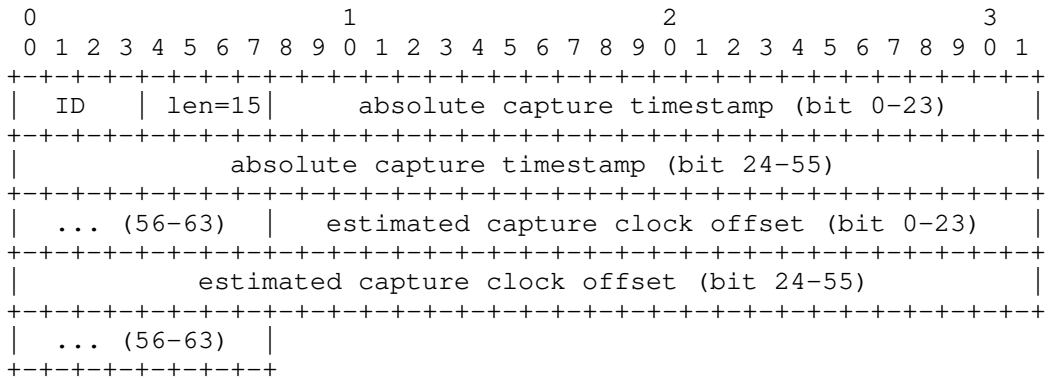 0                   1                   2                   3
 0 1 2 3 4 5 6 7 8 9 0 1 2 3 4 5 6 7 8 9 0 1 2 3 4 5 6 7 8 9 0 1
+-+-+-+-+-+-+-+-+-+-+-+-+-+-+-+-+-+-+-+-+-+-+-+-+-+-+-+-+-+-+-+-+
|  ID   | len=15|     absolute capture timestamp (bit 0-23)     |
+-+-+-+-+-+-+-+-+-+-+-+-+-+-+-+-+-+-+-+-+-+-+-+-+-+-+-+-+-+-+-+-+
|             absolute capture timestamp (bit 24-55)            |
+-+-+-+-+-+-+-+-+-+-+-+-+-+-+-+-+-+-+-+-+-+-+-+-+-+-+-+-+-+-+-+-+
|  ... (56-63)  |   estimated capture clock offset (bit 0-23)   |
+-+-+-+-+-+-+-+-+-+-+-+-+-+-+-+-+-+-+-+-+-+-+-+-+-+-+-+-+-+-+-+-+
|           estimated capture clock offset (bit 24-55)          |
+-+-+-+-+-+-+-+-+-+-+-+-+-+-+-+-+-+-+-+-+-+-+-+-+-+-+-+-+-+-+-+-+
|  ... (56-63)  |
+-+-+-+-+-+-+-+-+